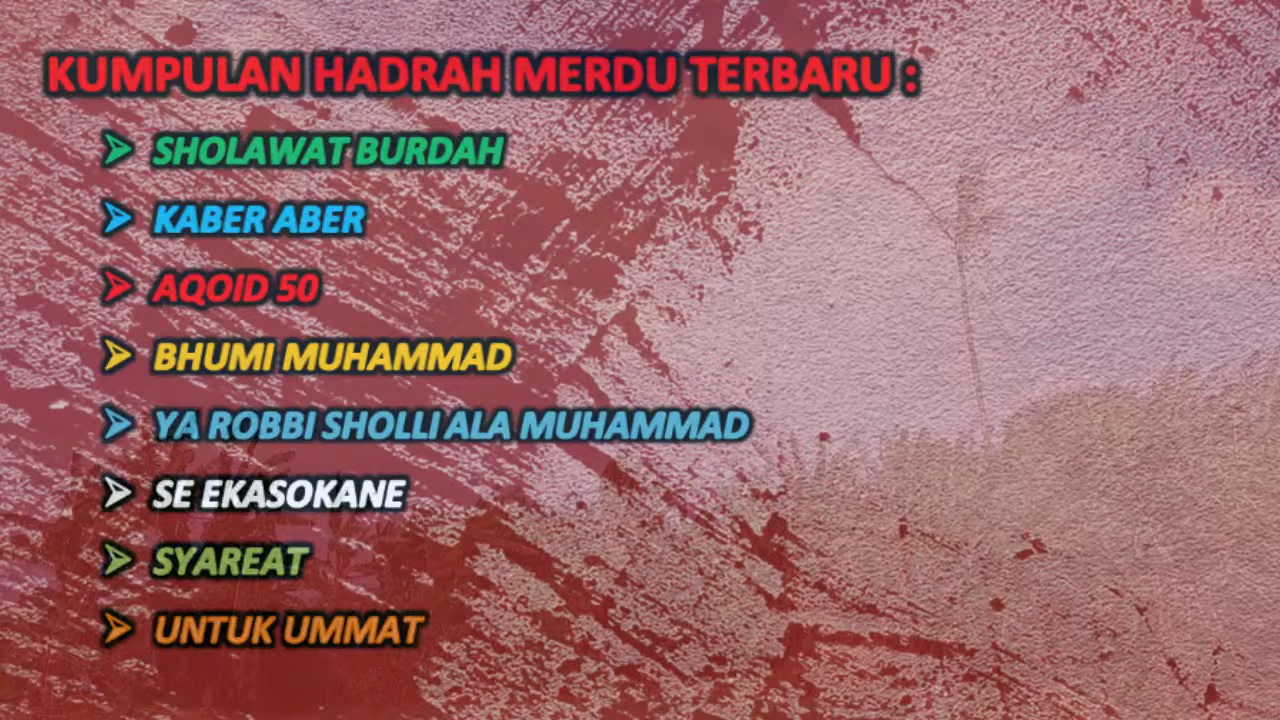 KUMPULAN HADRAH MERDU TERBARU :
SHOLAWAT BURDAH
KABER ABER
AQOID 50
BHUMI MUHAMMAD
YA ROBBI SHOLLI ALA MUHAMMAD
SE EKASOKANE
SYAREAT
UNTUK UMMAT